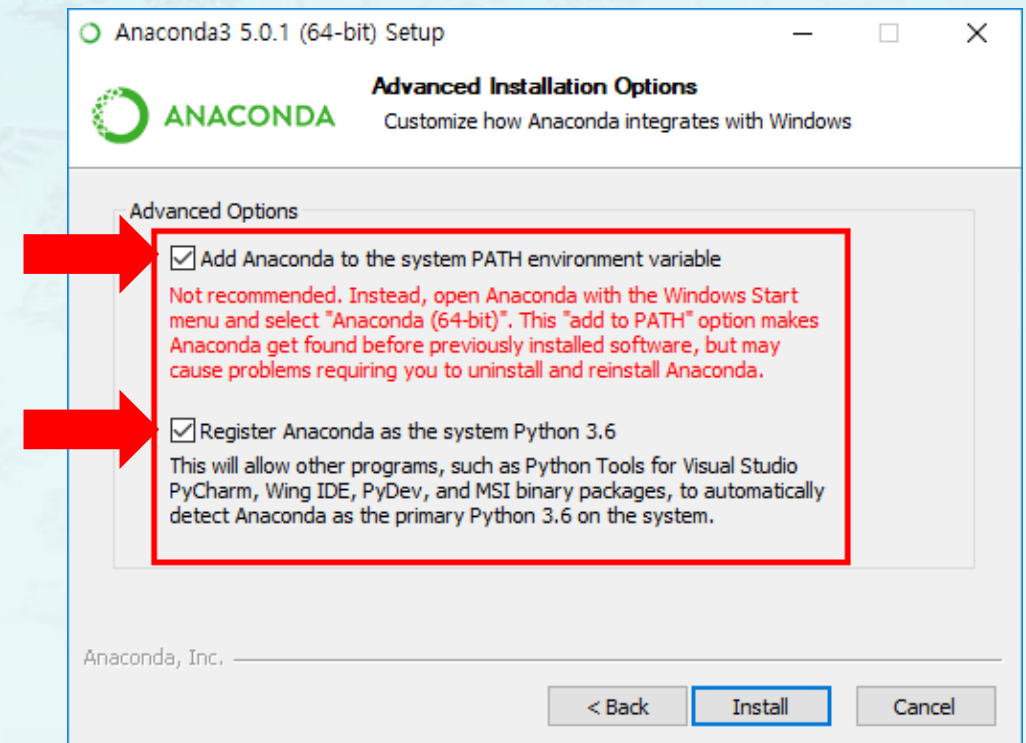 Anaconda3 5.0.1 (64-bit) Setup
ANACONDA
Advanced Installation Options
Customize how Anaconda integrates with Windows
Advanced Options
Add Anaconda to the system PATH environment variable
Not recommended. Instead, open Anaconda with the Windows Start
menu and select "Anaconda (64-bit)". This "add to PATH" option makes
Anaconda get found before previously installed software, but may
cause problems requiring you to uninstall and reinstall Anaconda.
Register Anaconda as the system Python 3.6
This will allow other programs, such as Python Tools for Visual Studio
PyCharm, Wing IDE, PyDev, and MSI binary packages, to automatically
detect Anaconda as the primary Python 3.6 on the system.
Anaconda, Inc.
< Back
Install
Cancel